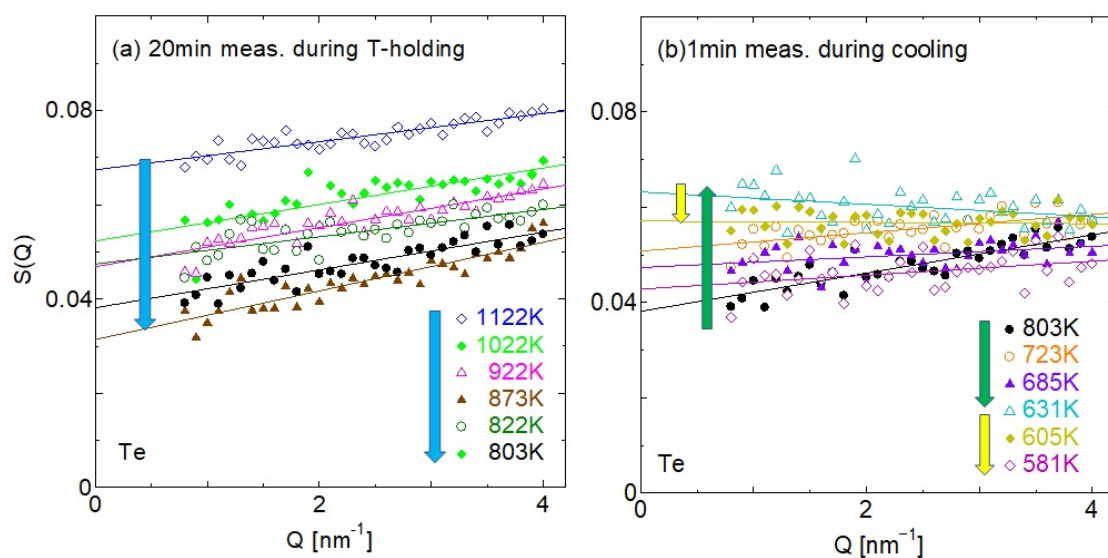 (a) 20min meas. during T-holding
0.08
S(Q)
0.04
1122K
1022K
922K
873K
822K
803K
Te
0
0
2
4
Q [nm⁻¹]
(b)1min meas. during cooling
0.08
0.04
803K
723K
685K
631K
605K
581K
Te
0
0
2
4
Q [nm⁻¹]